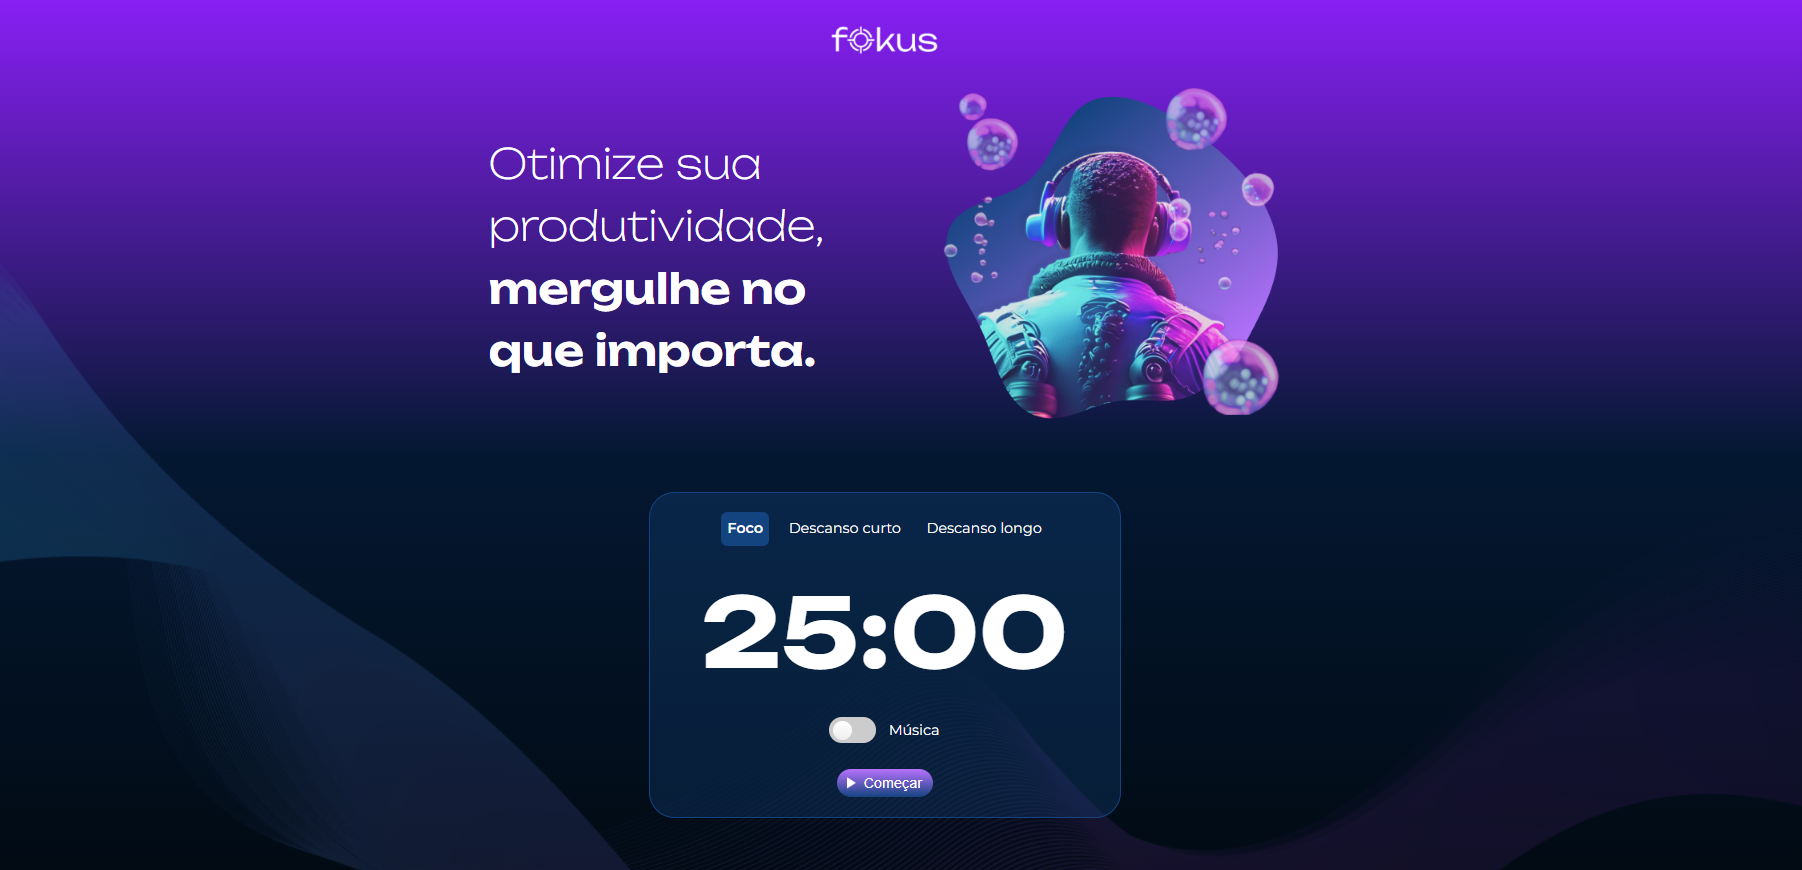 fokus
Otimize sua
produtividade,
mergulhe no
que importa.
Foco Descanso curto Descanso longo
25:00
Música
Começar